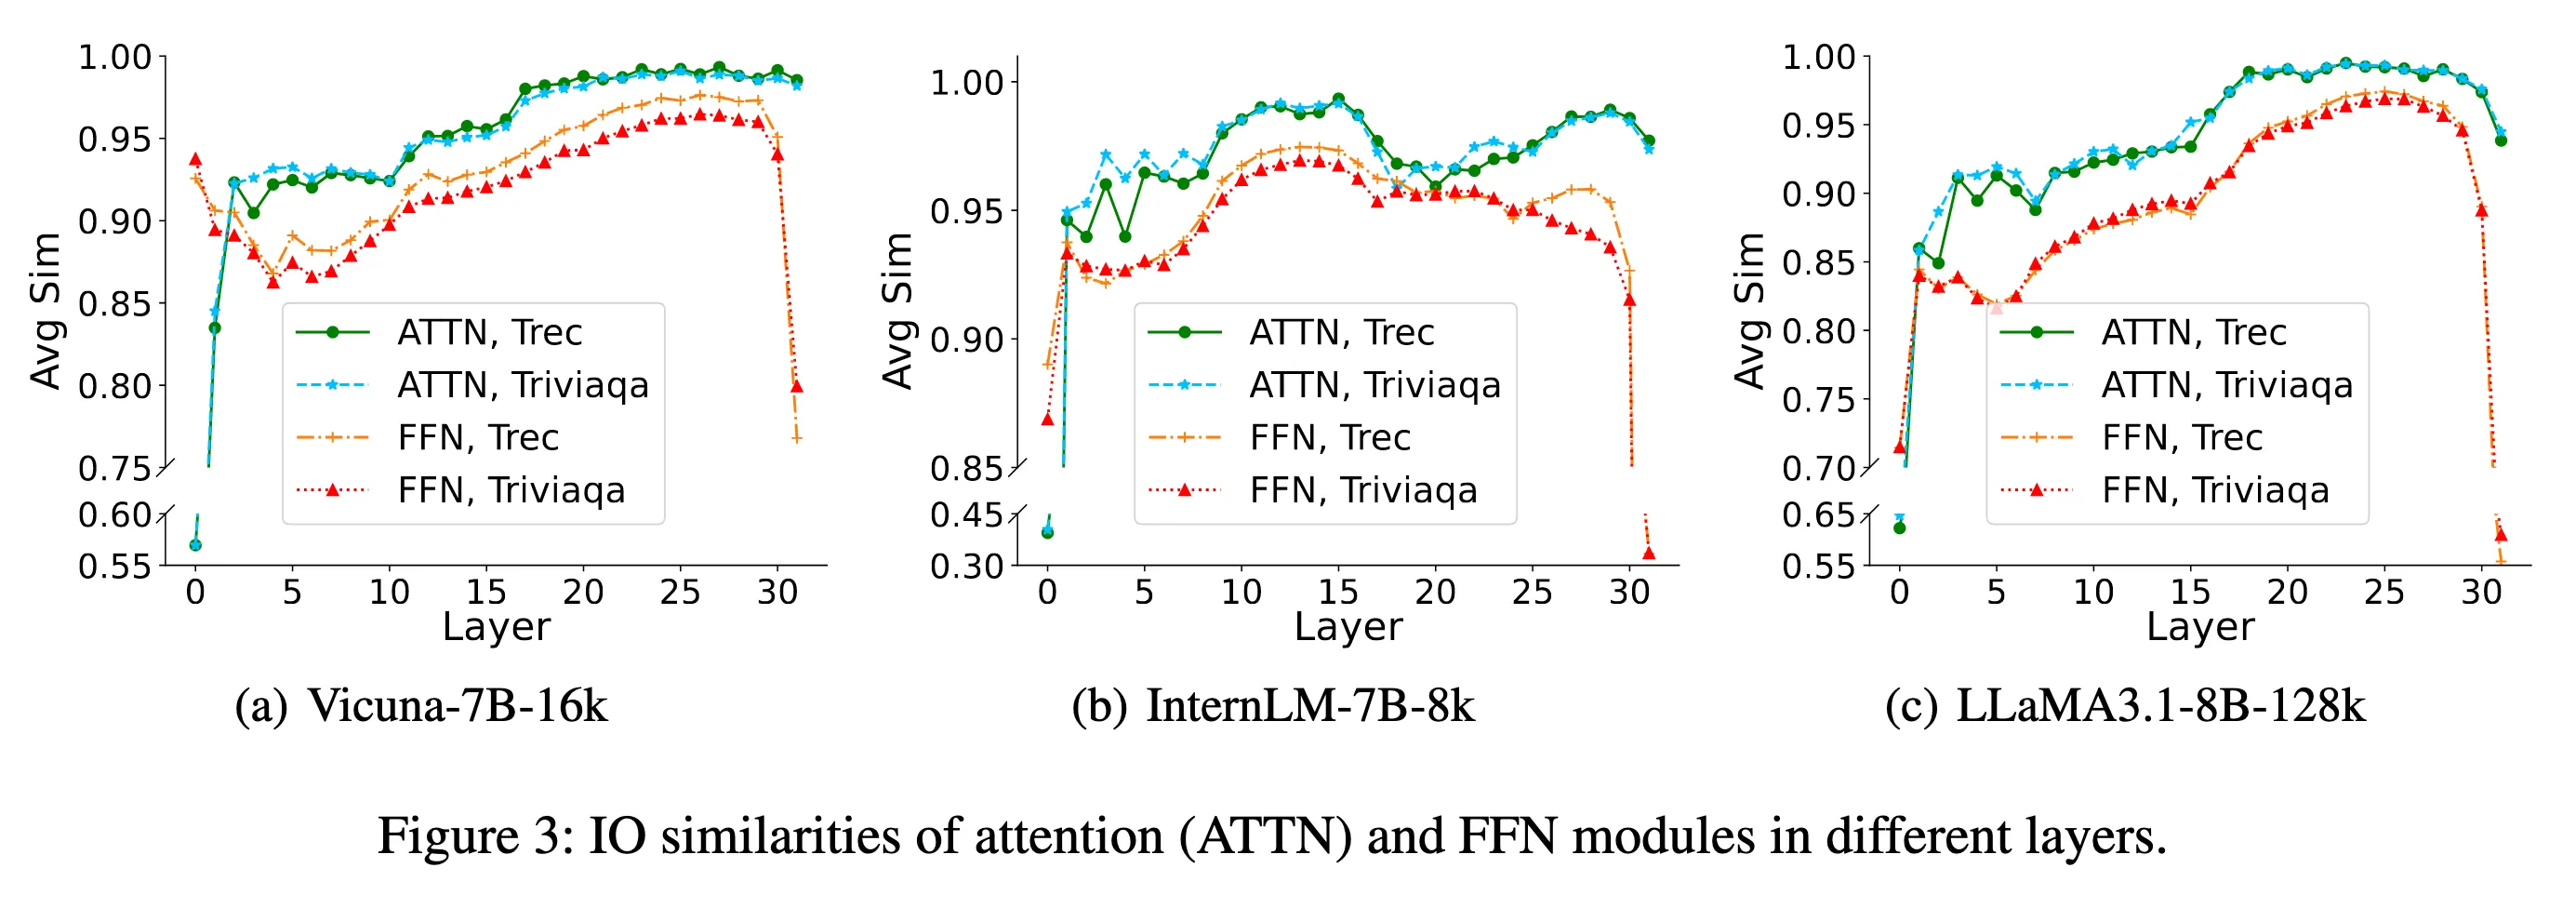 1.00
0.95
0.90
0.85
0.80
0.75
0.60
0.55
Avg Sim
ATTN, Trec
ATTN, Triviaqa
FFN, Trec
FFN, Triviaqa
0 5 10 15 20 25 30
Layer
(a) Vicuna-7B-16k
1.00
0.95
0.90
0.85
0.45
0.30
Avg Sim
ATTN, Trec
ATTN, Triviaqa
FFN, Trec
FFN, Triviaqa
0 5 10 15 20 25 30
Layer
(b) InternLM-7B-8k
1.00
0.95
0.90
0.85
0.80
0.75
0.70
0.65
0.55
Avg Sim
ATTN, Trec
ATTN, Triviaqa
FFN, Trec
FFN, Triviaqa
0 5 10 15 20 25 30
Layer
(c) LLaMA3.1-8B-128k
Figure 3: IO similarities of attention (ATTN) and FFN modules in different layers.